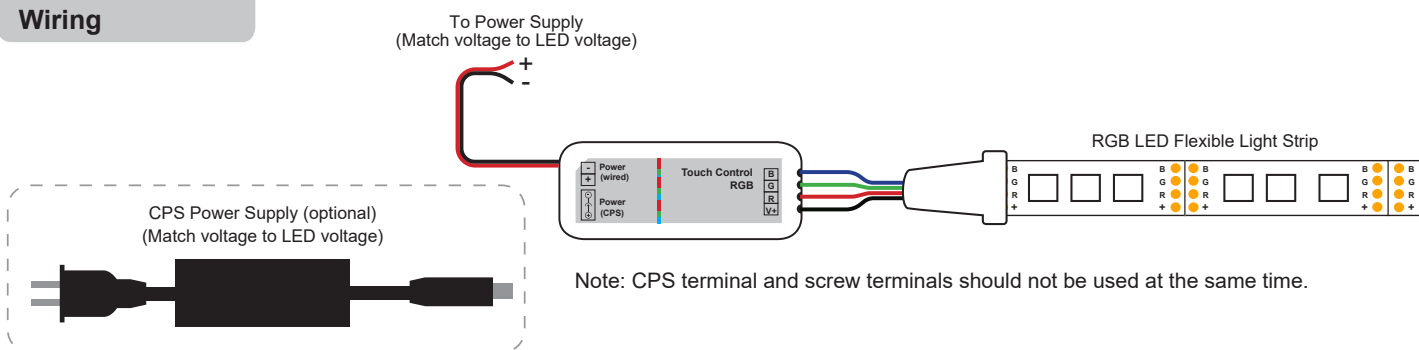 Wiring
To Power Supply
(Match voltage to LED voltage)
+
-
RGB LED Flexible Light Strip
- Power
+ (wired)
Power
(CPS)
Touch Control
RGB
B
G
R
V+
B B B B B
G G G G G
R R R R R
+ + + + +
CPS Power Supply (optional)
(Match voltage to LED voltage)
Note: CPS terminal and screw terminals should not be used at the same time.